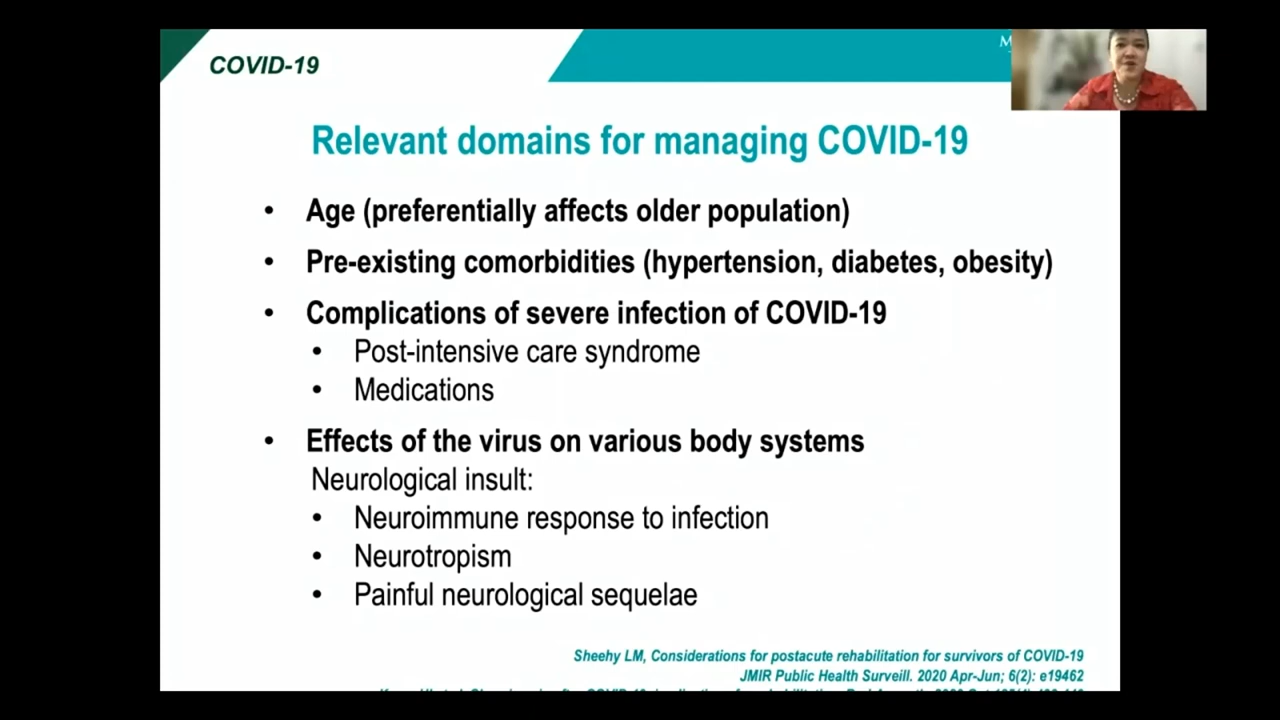 COVID-19
Relevant domains for managing COVID-19
• Age (preferentially affects older population)
• Pre-existing comorbidities (hypertension, diabetes, obesity)
• Complications of severe infection of COVID-19
• Post-intensive care syndrome
• Medications
• Effects of the virus on various body systems
Neurological insult:
• Neuroimmune response to infection
• Neurotropism
• Painful neurological sequelae
Sheehy LM, Considerations for postacute rehabilitation for survivors of COVID-19
JMIR Public Health Surveill. 2020 Apr-Jun; 6(2): e19462